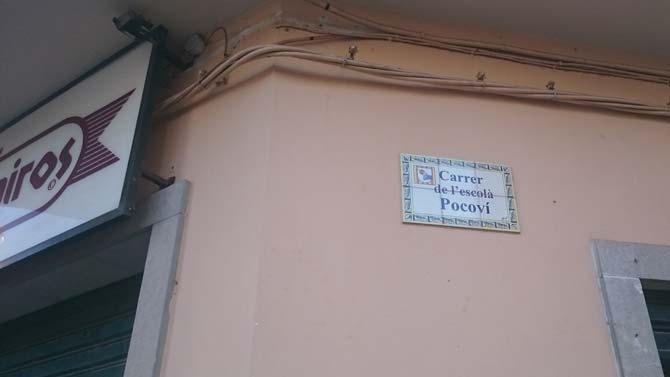 Carrer
de l'escolà
Pocoví